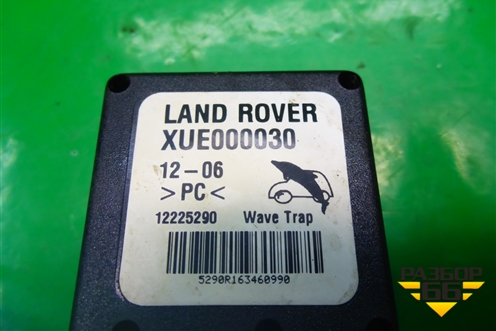 LAND ROVER
XUE000030
12-06
>PC<
12225290 Wave Trap
5290R163460990
РАЗБОР
66